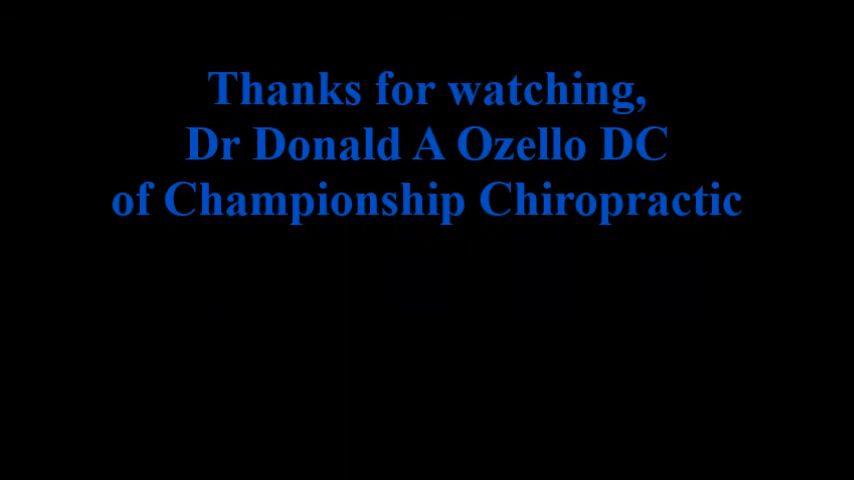 Thanks for watching,
Dr Donald A Ozello DC
of Championship Chiropractic